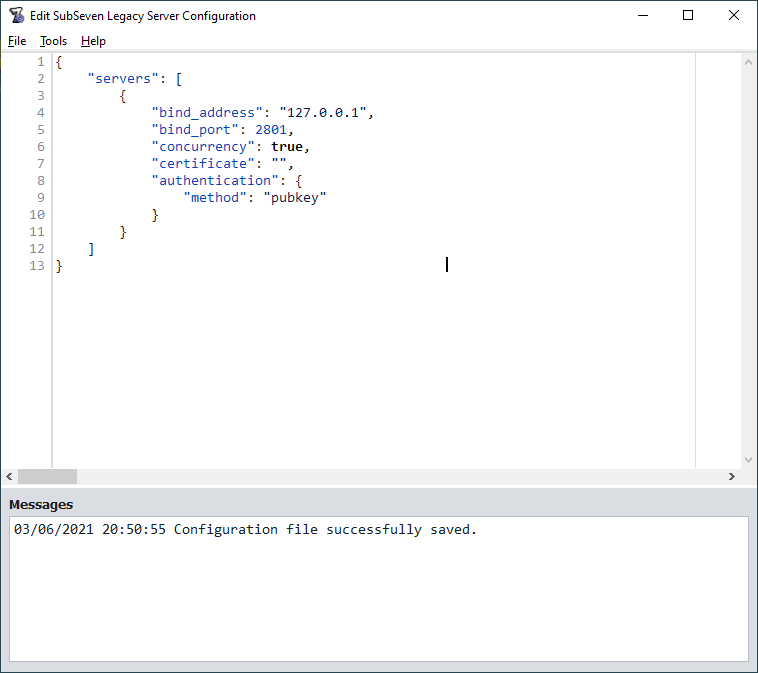 Edit SubSeven Legacy Server Configuration
File Tools Help
1 {
2     "servers": [
3         {
4             "bind_address": "127.0.0.1",
5             "bind_port": 2801,
6             "concurrency": true,
7             "certificate": "",
8             "authentication": {
9                 "method": "pubkey"
10             }
11         }
12     ]
13 }
Messages
03/06/2021 20:50:55 Configuration file successfully saved.